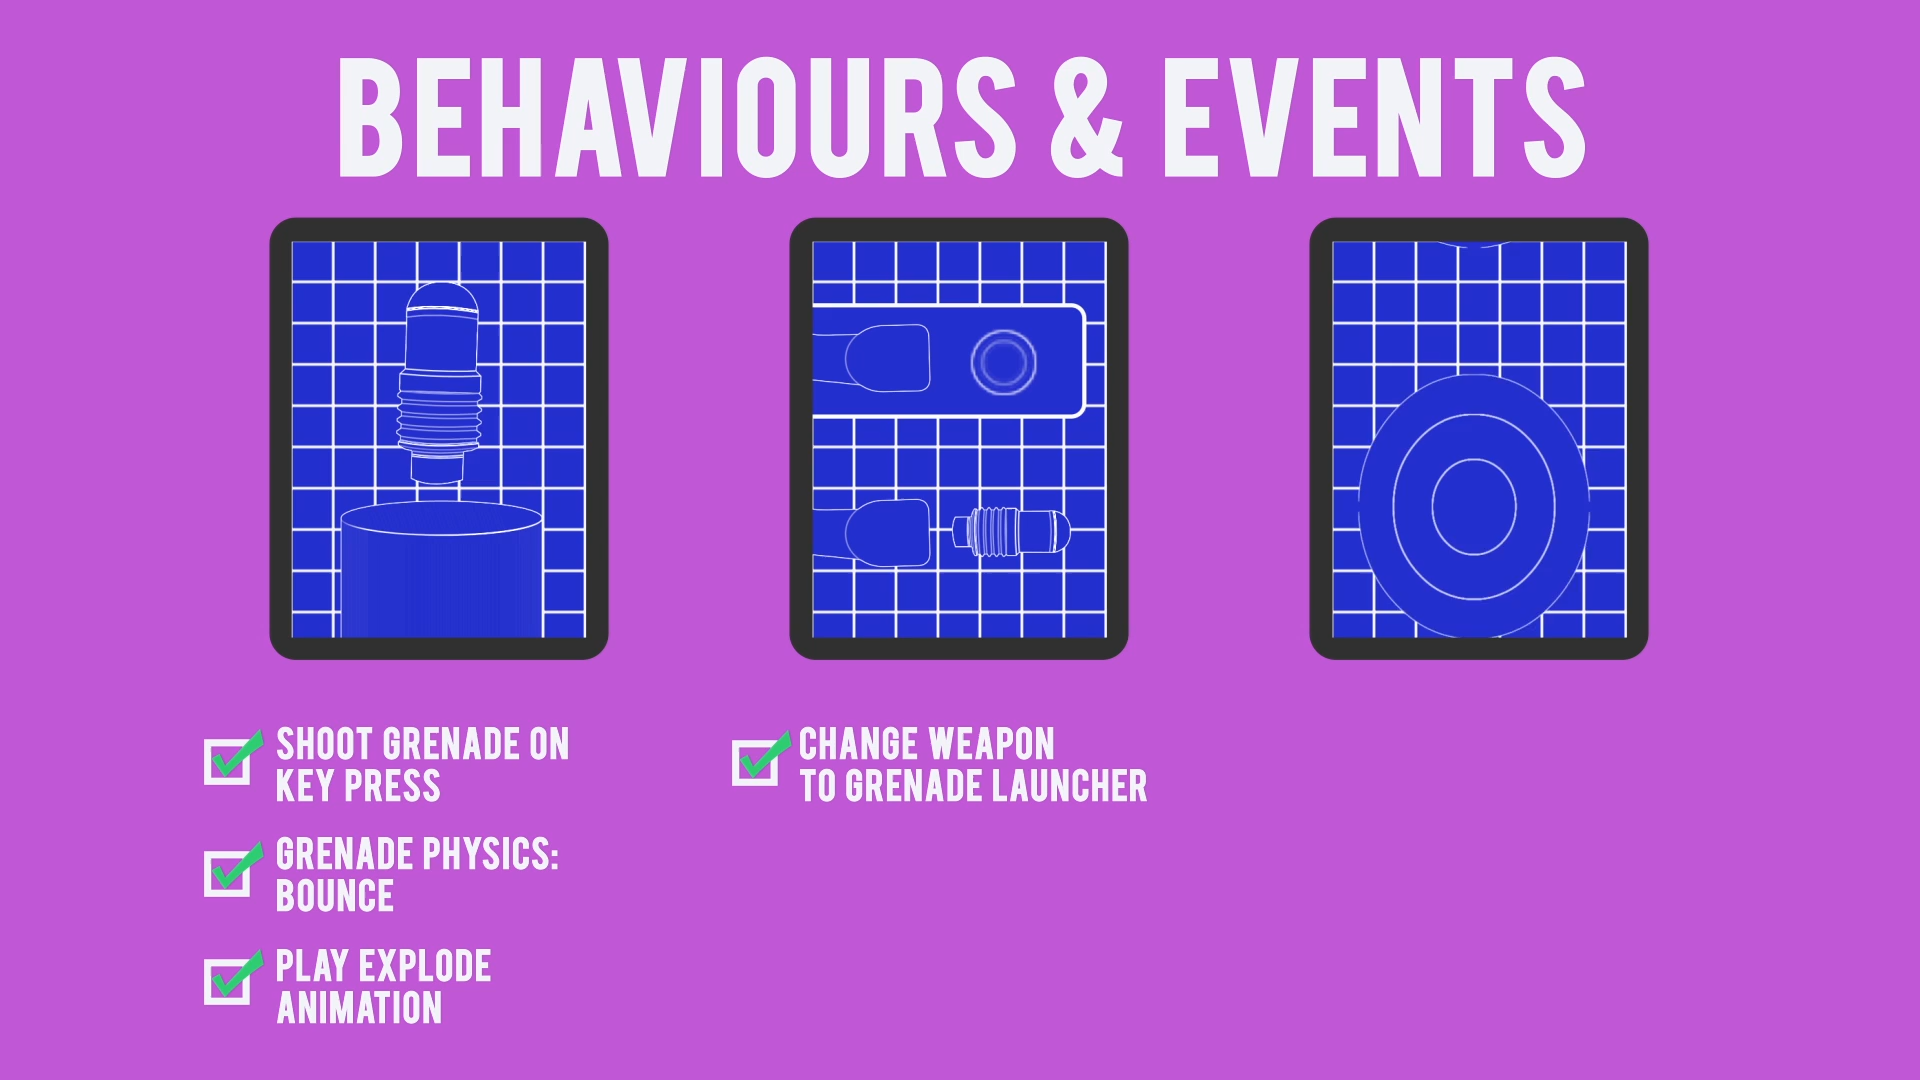 BEHAVIOURS & EVENTS
SHOOT GRENADE ON
KEY PRESS
GRENADE PHYSICS:
BOUNCE
PLAY EXPLODE
ANIMATION
CHANGE WEAPON
TO GRENADE LAUNCHER